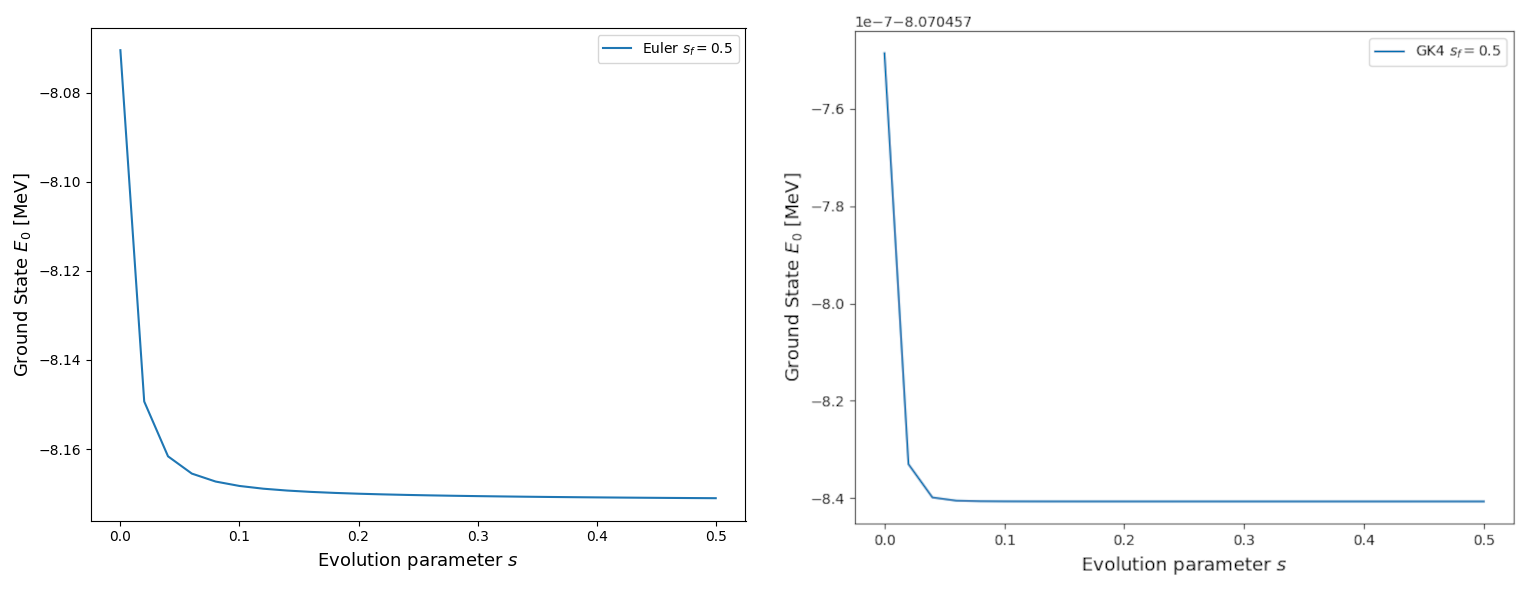 Euler $s_f = 0.5$
−8.08
−8.10
−8.12
−8.14
−8.16
Ground State $E_0$ [MeV]
0.0 0.1 0.2 0.3 0.4 0.5
Evolution parameter $s$
1e−7−8.070457
GK4 $s_f = 0.5$
−7.6
−7.8
−8.0
−8.2
−8.4
Ground State $E_0$ [MeV]
0.0 0.1 0.2 0.3 0.4 0.5
Evolution parameter $s$